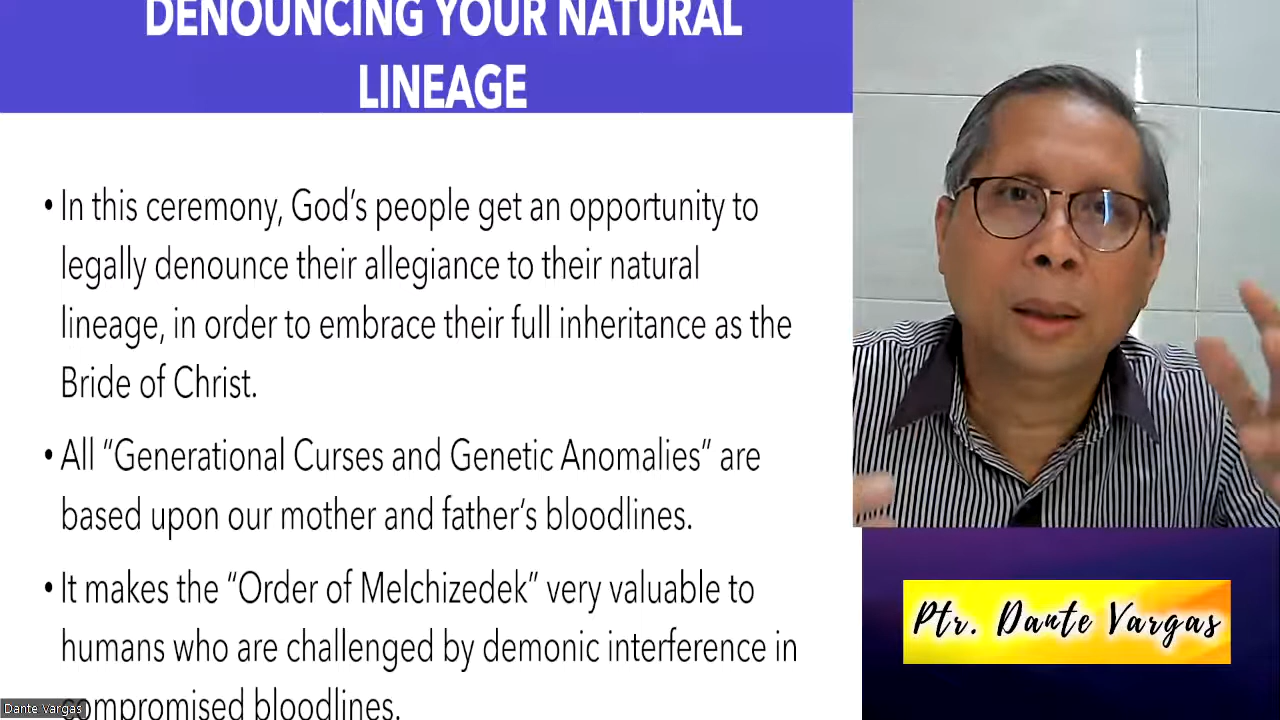 DENOUNCING YOUR NATURAL
LINEAGE
• In this ceremony, God’s people get an opportunity to
legally denounce their allegiance to their natural
lineage, in order to embrace their full inheritance as the
Bride of Christ.
• All “Generational Curses and Genetic Anomalies” are
based upon our mother and father‘s bloodlines.
• It makes the “Order of Melchizedek” very valuable to
humans who are challenged by demonic interference in
compromised bloodlines.
Ptr. Dante Vargas
Dante Vargas